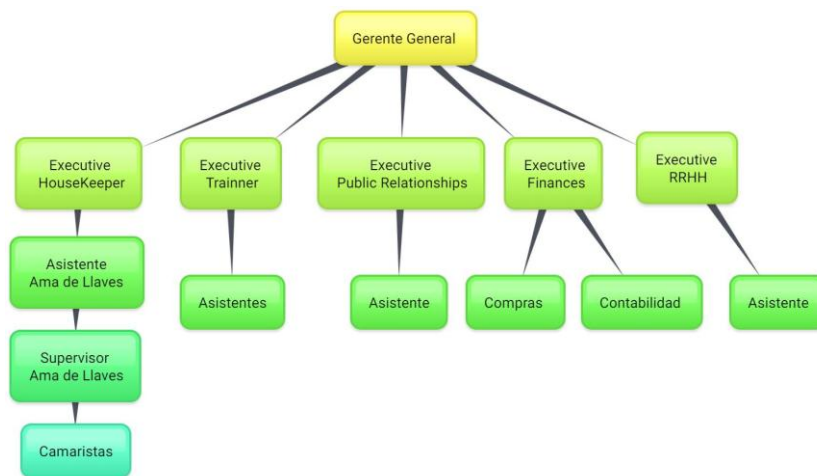 Gerente General
Executive
HouseKeeper
Executive
Trainner
Executive
Public Relationships
Executive
Finances
Executive
RRHH
Asistente
Ama de Llaves
Asistentes
Asistente
Compras
Contabilidad
Asistente
Supervisor
Ama de Llaves
Camaristas